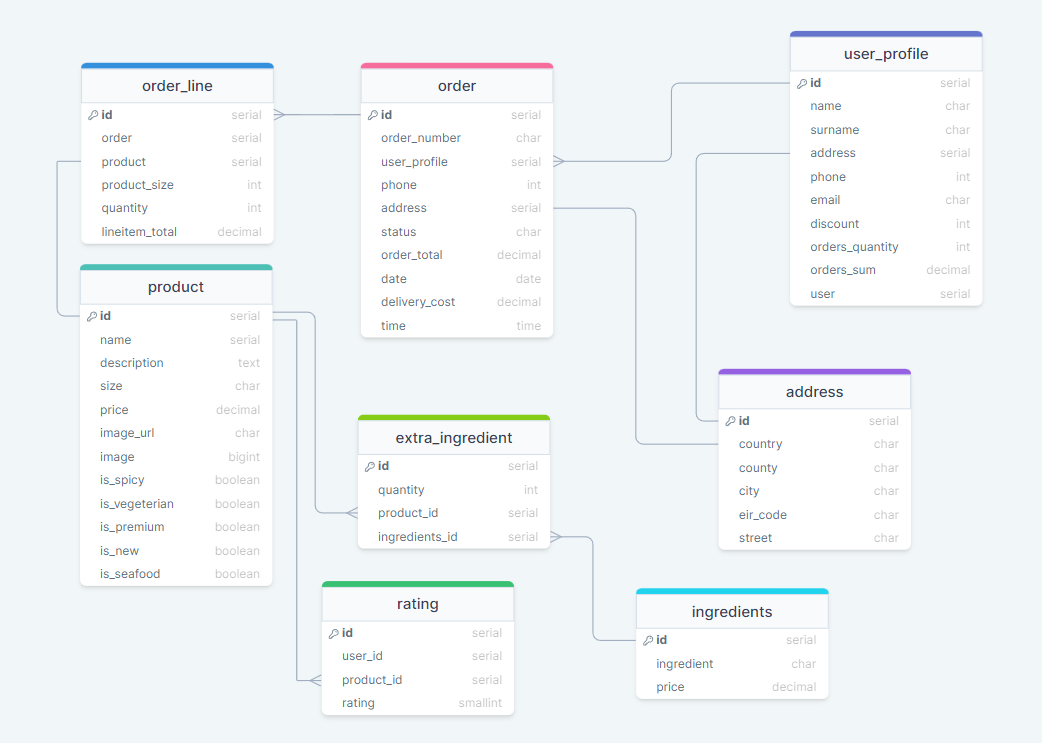 order_line
id serial
order serial
product serial
product_size int
quantity int
lineitem_total decimal
order
id serial
order_number char
user_profile serial
phone int
address serial
status char
order_total decimal
date date
delivery_cost decimal
time time
user_profile
id serial
name char
surname char
address serial
phone int
email char
discount int
orders_quantity int
orders_sum decimal
user serial
product
id serial
name serial
description text
size char
price decimal
image_url char
image bigint
is_spicy boolean
is_vegeterian boolean
is_premium boolean
is_new boolean
is_seafood boolean
extra_ingredient
id serial
quantity int
product_id serial
ingredients_id serial
address
id serial
country char
county char
city char
eir_code char
street char
rating
id serial
user_id serial
product_id serial
rating smallint
ingredients
id serial
ingredient char
price decimal